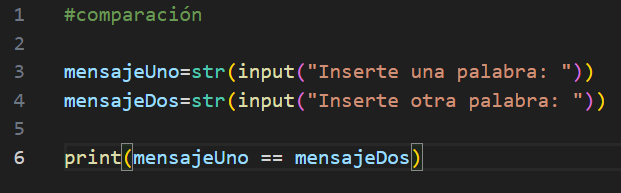 1 #comparación
2
3 mensajeUno=str(input("Inserte una palabra: "))
4 mensajeDos=str(input("Inserte otra palabra: "))
5
6 print(mensajeUno == mensajeDos)